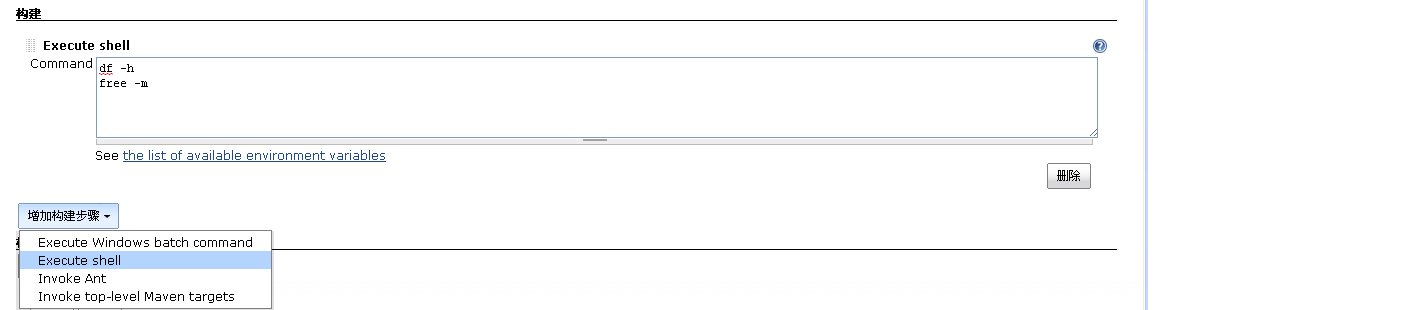 构建
Execute shell
Command
df -h
free -m
See the list of available environment variables
删除
增加构建步骤
Execute Windows batch command
Execute shell
Invoke Ant
Invoke top-level Maven targets